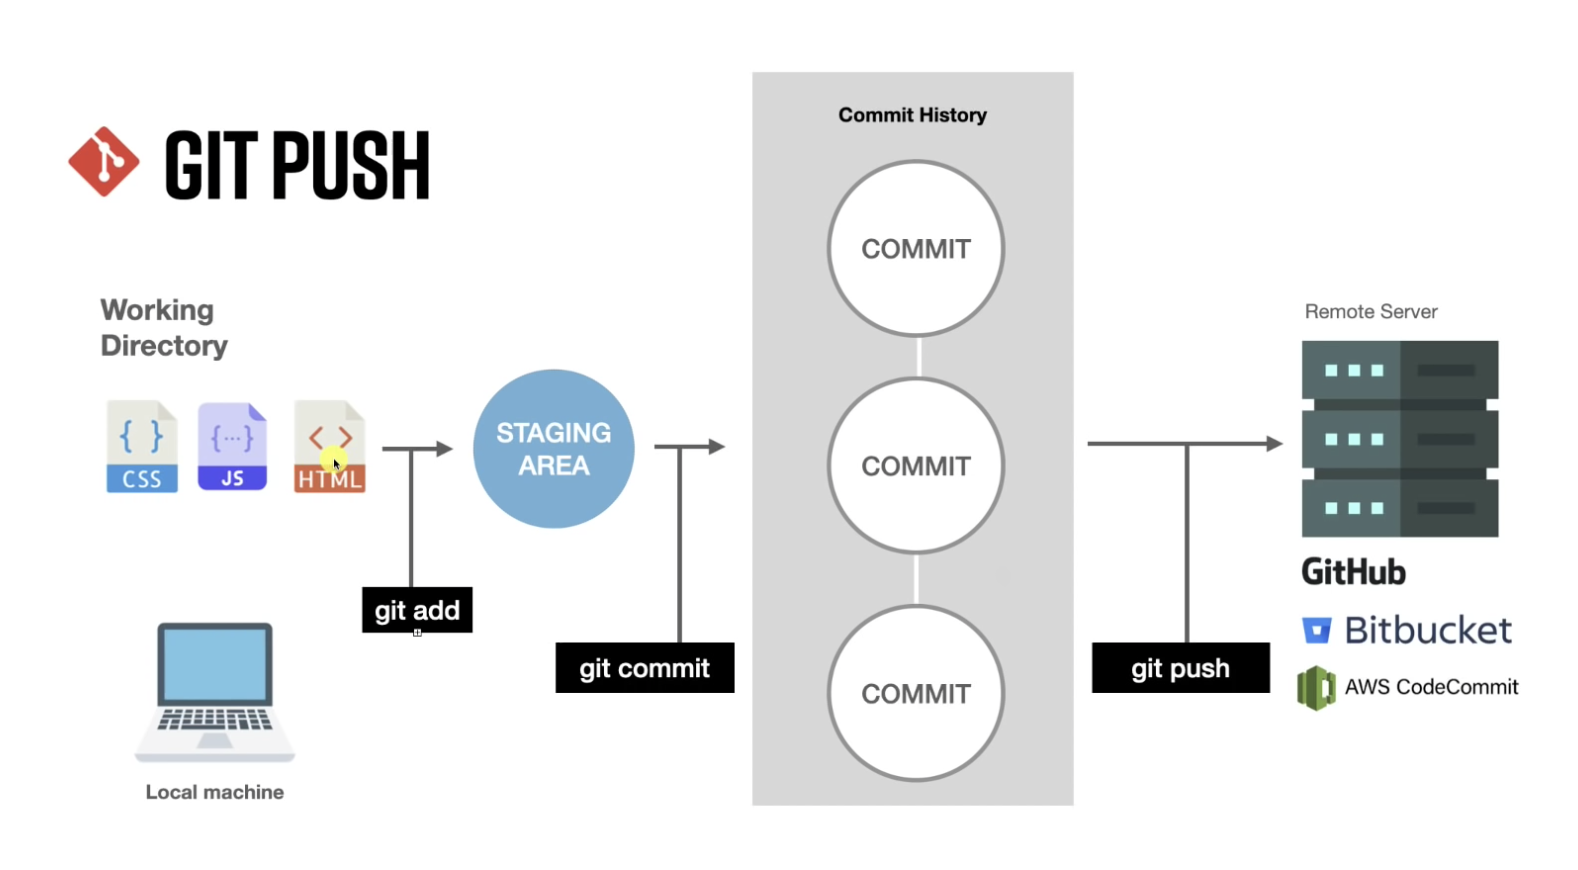 GIT PUSH
Commit History
COMMIT
COMMIT
COMMIT
Working
Directory
CSS
JS
HTML
git add
STAGING
AREA
git commit
git push
Remote Server
GitHub
Bitbucket
AWS CodeCommit
Local machine